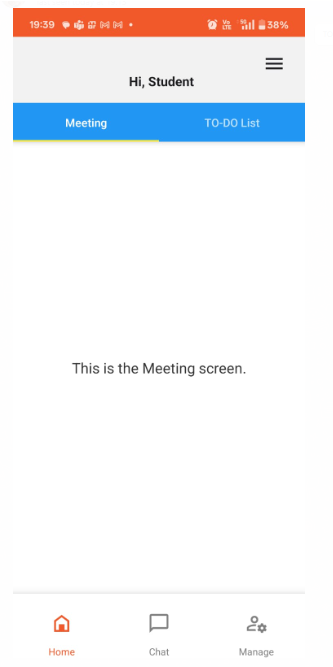 19:39 38%
Hi, Student
Meeting TO-DO List
This is the Meeting screen.
Home Chat Manage